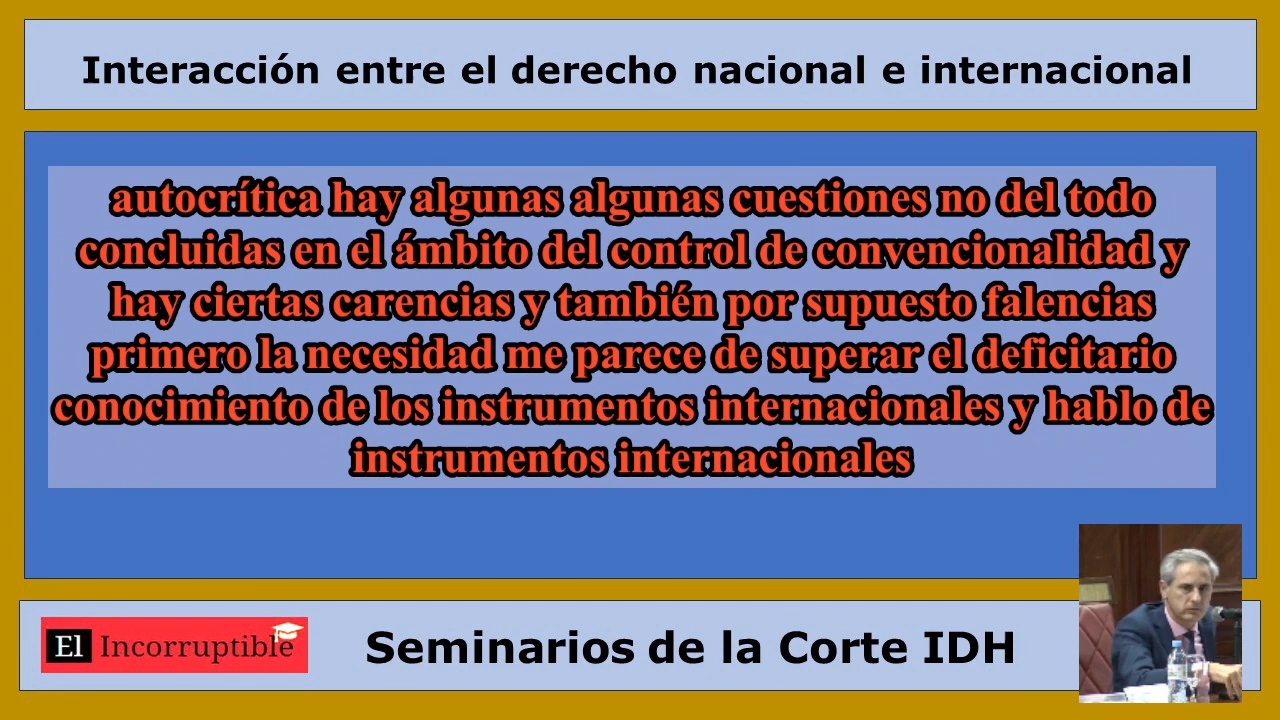 Interacción entre el derecho nacional e internacional
autocrítica hay algunas algunas cuestiones no del todo
concluidas en el ámbito del control de convencionalidad y
hay ciertas carencias y también por supuesto falencias
primero la necesidad me parece de superar el deficitario
conocimiento de los instrumentos internacionales y hablo de
instrumentos internacionales
El Incorruptible
Seminarios de la Corte IDH